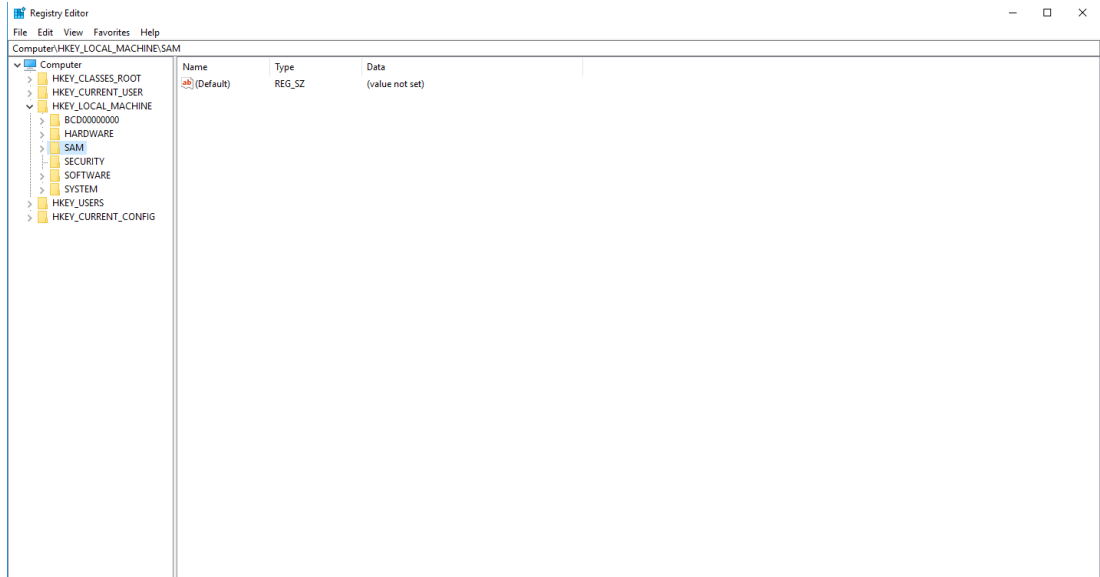 Registry Editor
File Edit View Favorites Help
Computer\HKEY_LOCAL_MACHINE\SAM
Computer
HKEY_CLASSES_ROOT
HKEY_CURRENT_USER
HKEY_LOCAL_MACHINE
BCD00000000
HARDWARE
SAM
SECURITY
SOFTWARE
SYSTEM
HKEY_USERS
HKEY_CURRENT_CONFIG
Name Type Data
ab (Default) REG_SZ (value not set)